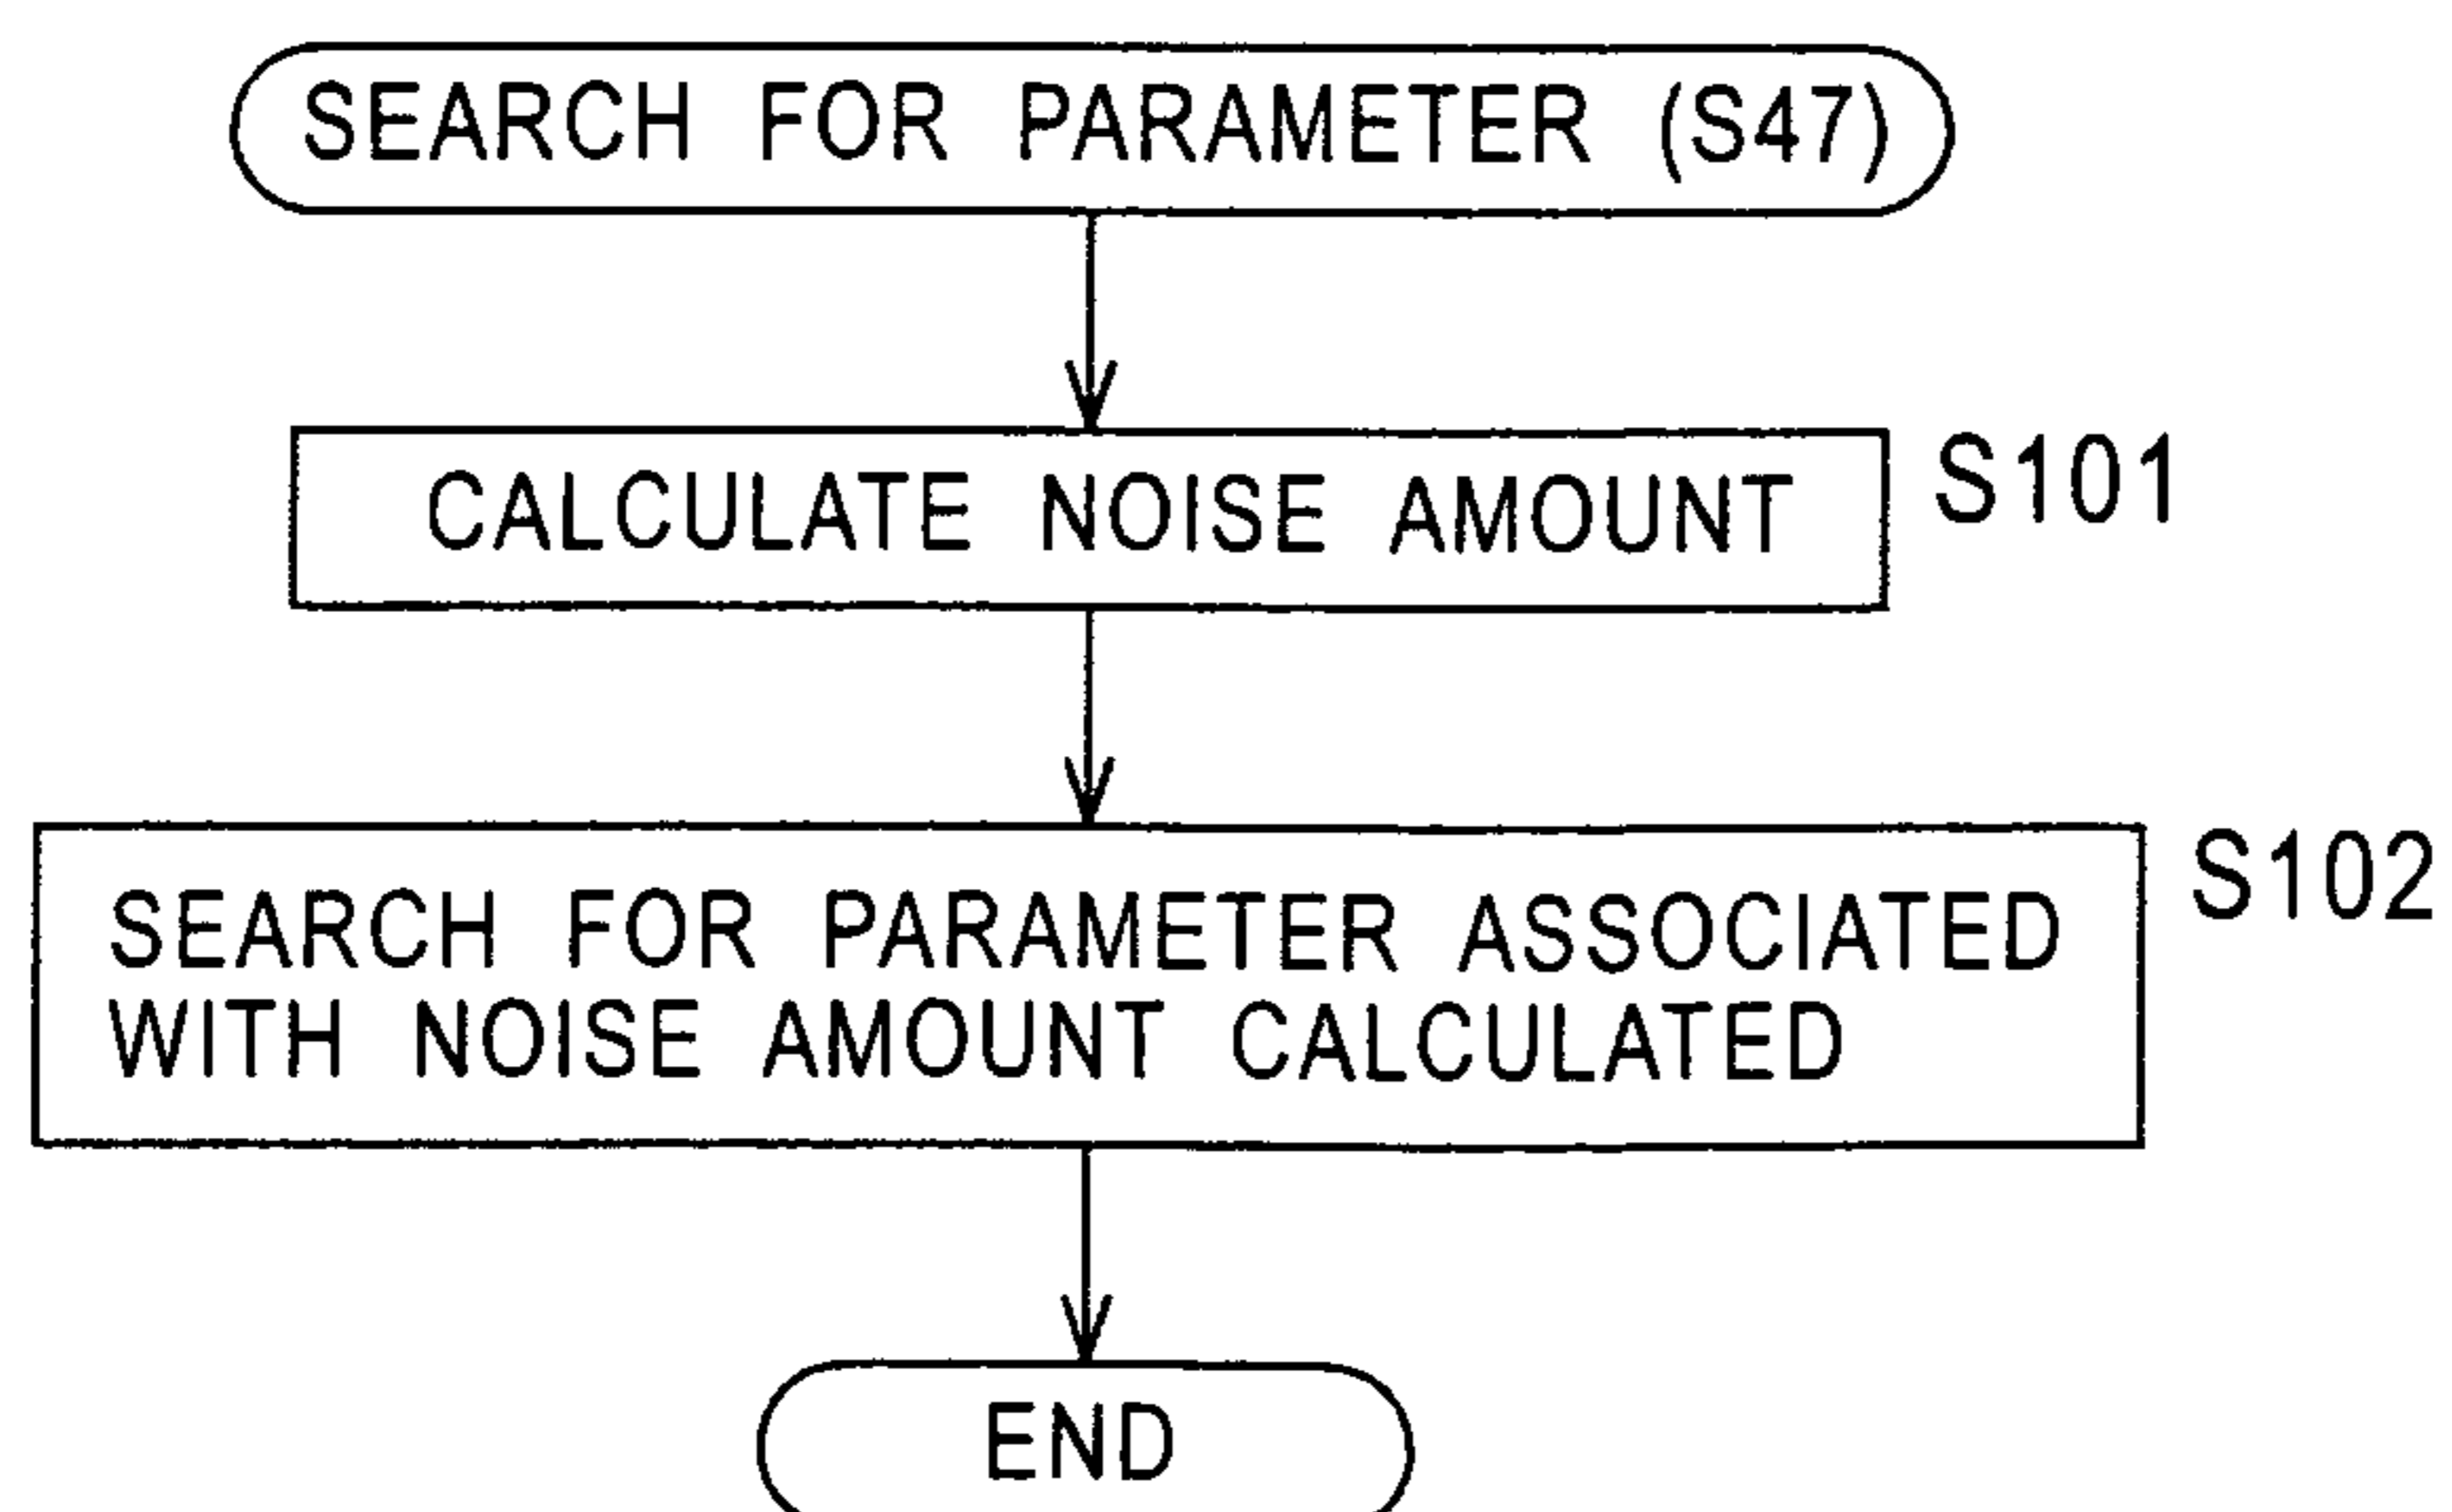 SEARCH FOR PARAMETER (S47)
CALCULATE NOISE AMOUNT
S101
SEARCH FOR PARAMETER ASSOCIATED
WITH NOISE AMOUNT CALCULATED
S102
END